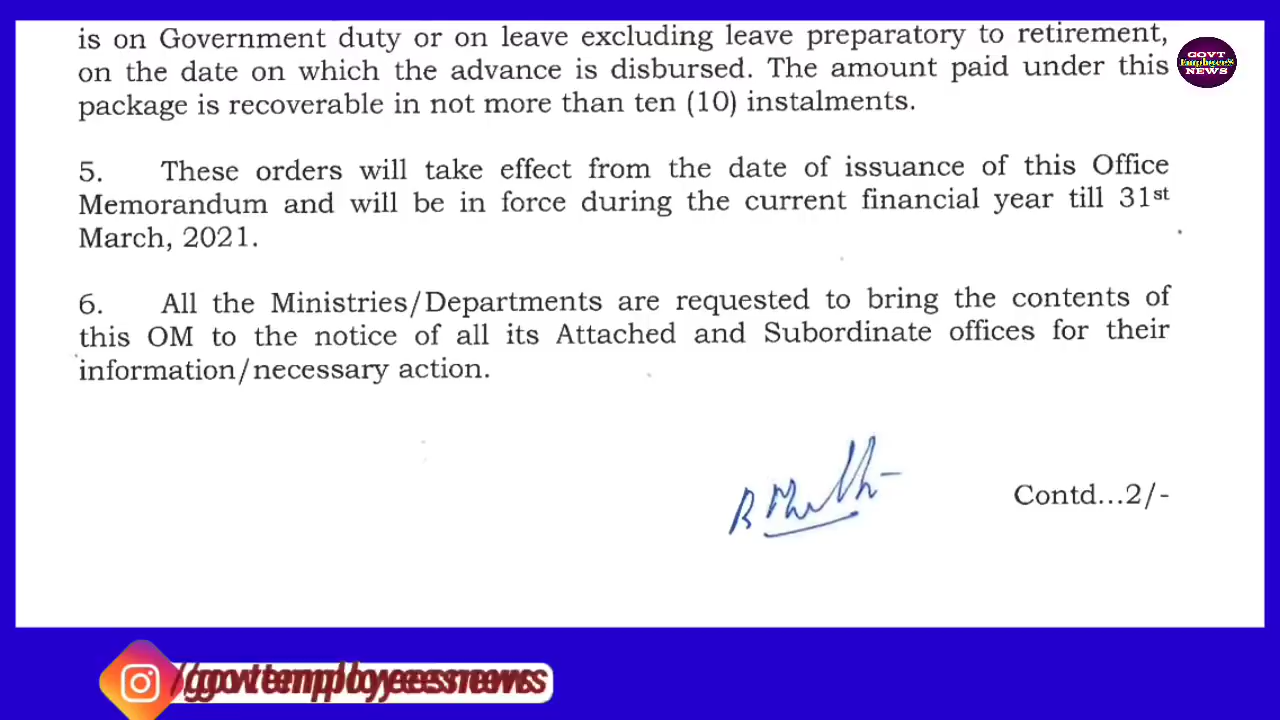 is on Government duty or on leave excluding leave preparatory to retirement,
on the date on which the advance is disbursed. The amount paid under this
package is recoverable in not more than ten (10) instalments.
5. These orders will take effect from the date of issuance of this Office
Memorandum and will be in force during the current financial year till 31st
March, 2021.
6. All the Ministries/Departments are requested to bring the contents of
this OM to the notice of all its Attached and Subordinate offices for their
information/necessary action.
Contd...2/-
GOVT
EmployeeS
NEWS
/govtemployeesnews